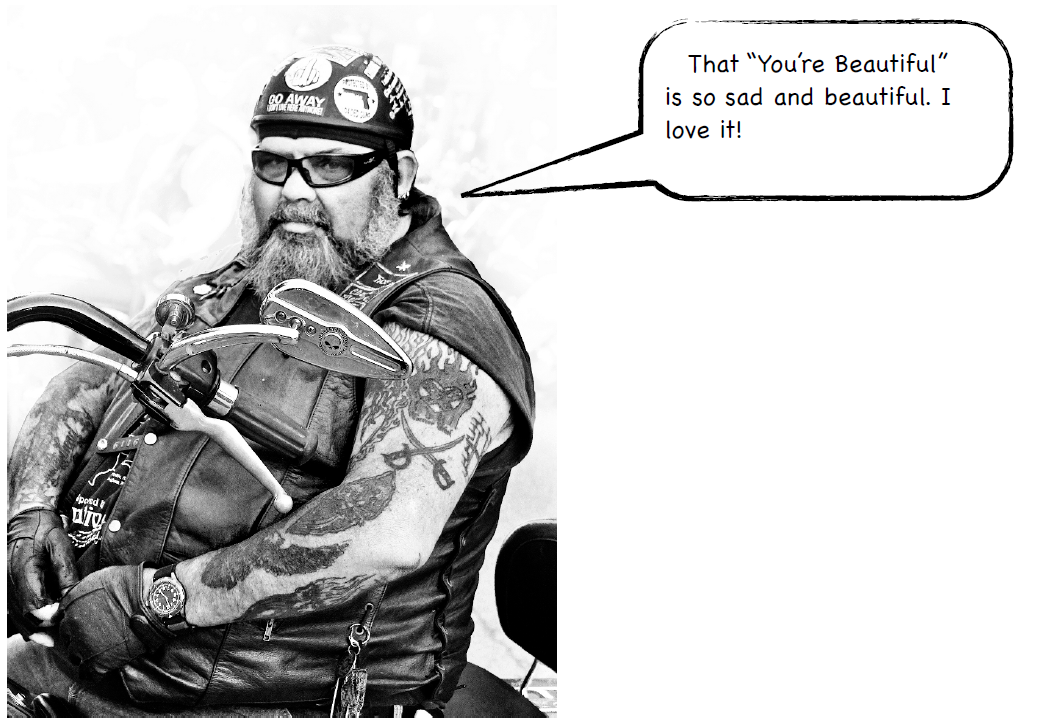 That “You’re Beautiful”
is so sad and beautiful. I
love it!
GO AWAY